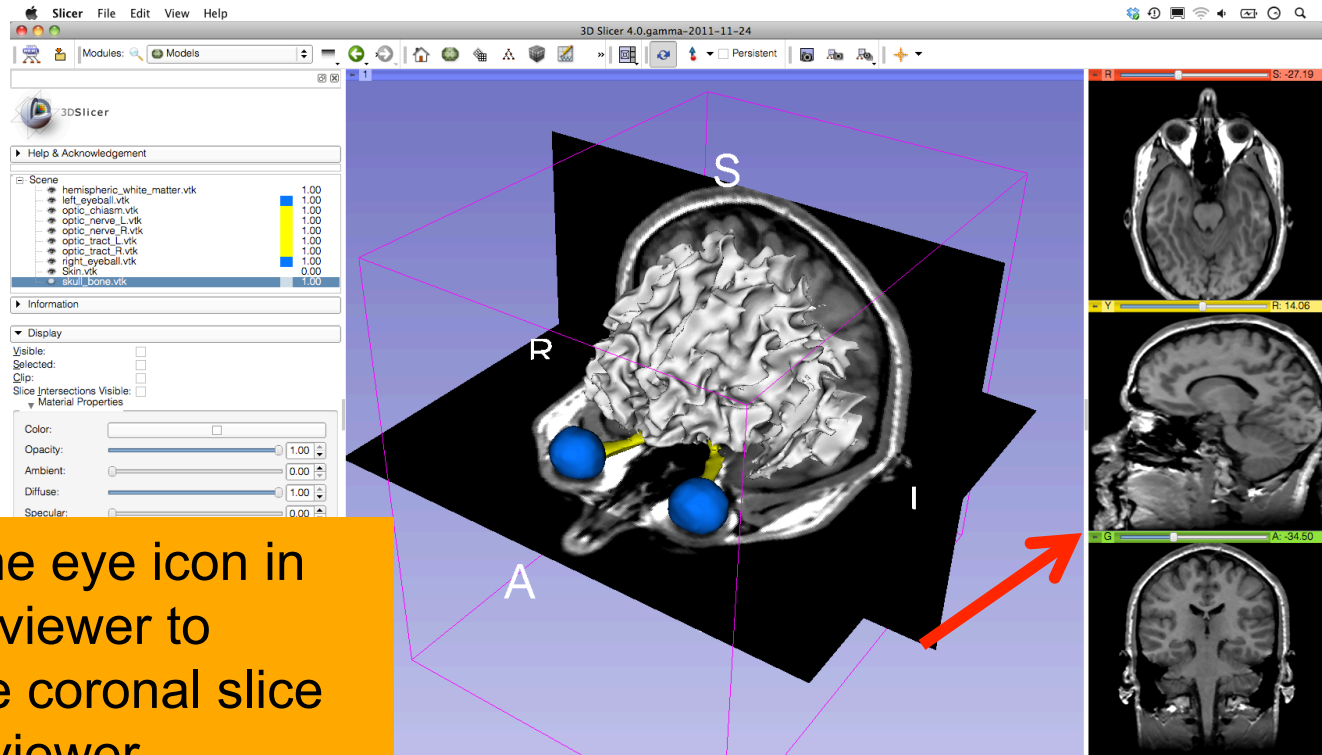 Slicer File Edit View Help
3D Slicer 4.0.gamma-2011-11-24
Modules: Models » Persistent
1
R S: -27.19
3DSlicer
Help & Acknowledgement
Scene
hemispheric_white_matter.vtk 1.00
left_eyeball.vtk 1.00
optic_chiasm.vtk 1.00
optic_nerve_L.vtk 1.00
optic_nerve_R.vtk 1.00
optic_tract_L.vtk 1.00
optic_tract_R.vtk 1.00
right_eyeball.vtk 1.00
Skin.vtk 0.00
skull_bone.vtk 1.00
Information
Display
Visible:
Selected:
Clip:
Slice Intersections Visible:
Material Properties
Color:
Opacity: 1.00
Ambient: 0.00
Diffuse: 1.00
Specular: 0.00
S
R
I
A
Y R: 14.06
G A: -34.50
he eye icon in
viewer to
e coronal slice
viewer